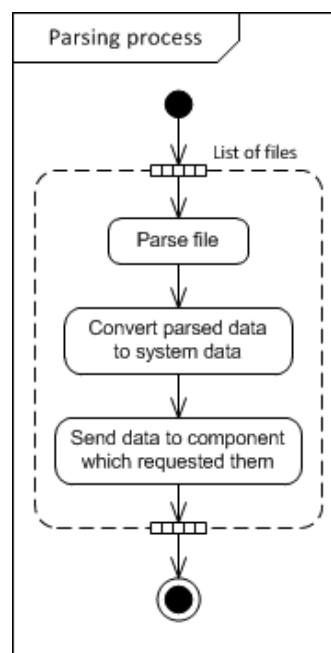 Parsing process
List of files
Parse file
Convert parsed data
to system data
Send data to component
which requested them